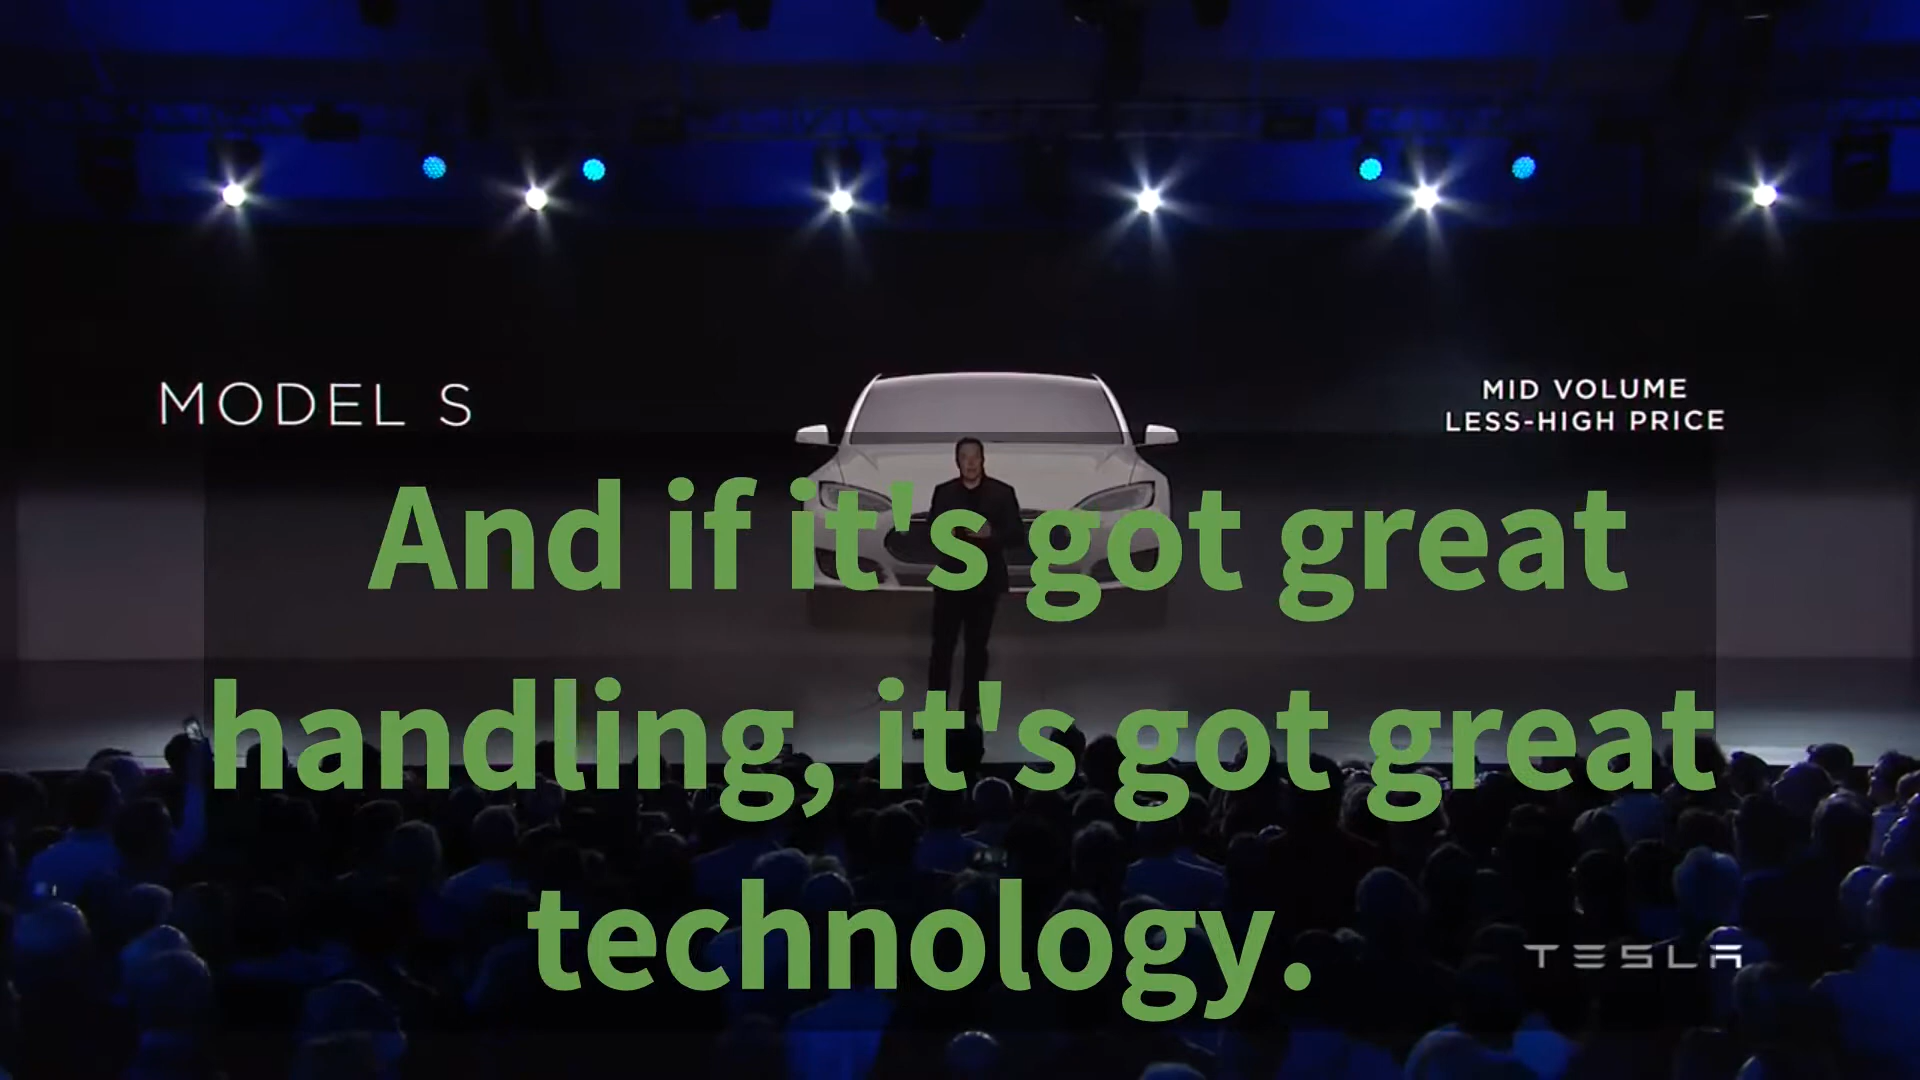 MODEL S
MID VOLUME
LESS-HIGH PRICE
And if it's got great
handling, it's got great
technology.
TESLA